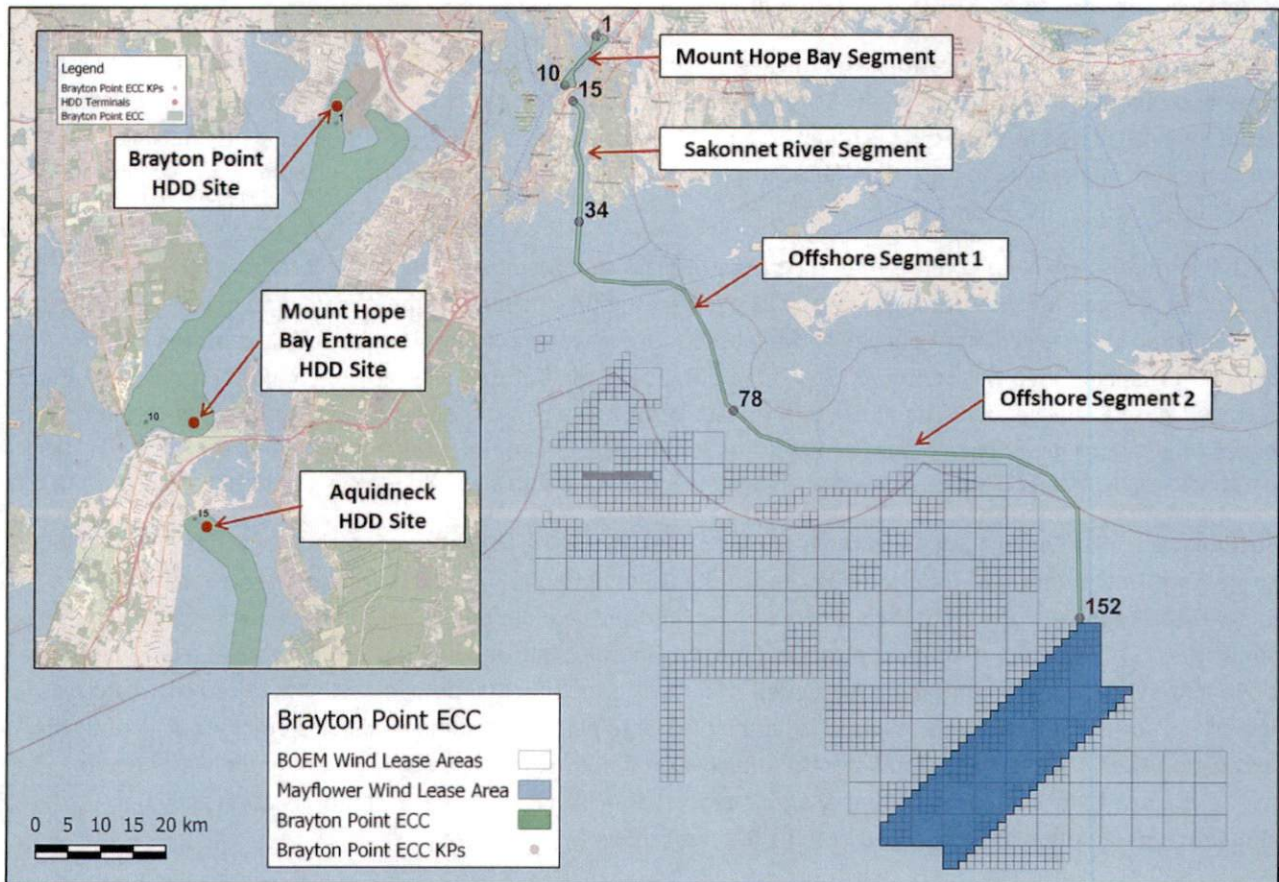 Legend
Brayton Point ECC KPs
HDD Terminals
Brayton Point ECC
1
Brayton Point
HDD Site
Mount Hope
Bay Entrance
HDD Site
10
Aquidneck
HDD Site
15
1
Mount Hope Bay Segment
10
15
Sakonnet River Segment
34
Offshore Segment 1
78
Offshore Segment 2
152
Brayton Point ECC
BOEM Wind Lease Areas
Mayflower Wind Lease Area
Brayton Point ECC
Brayton Point ECC KPs
0 5 10 15 20 km